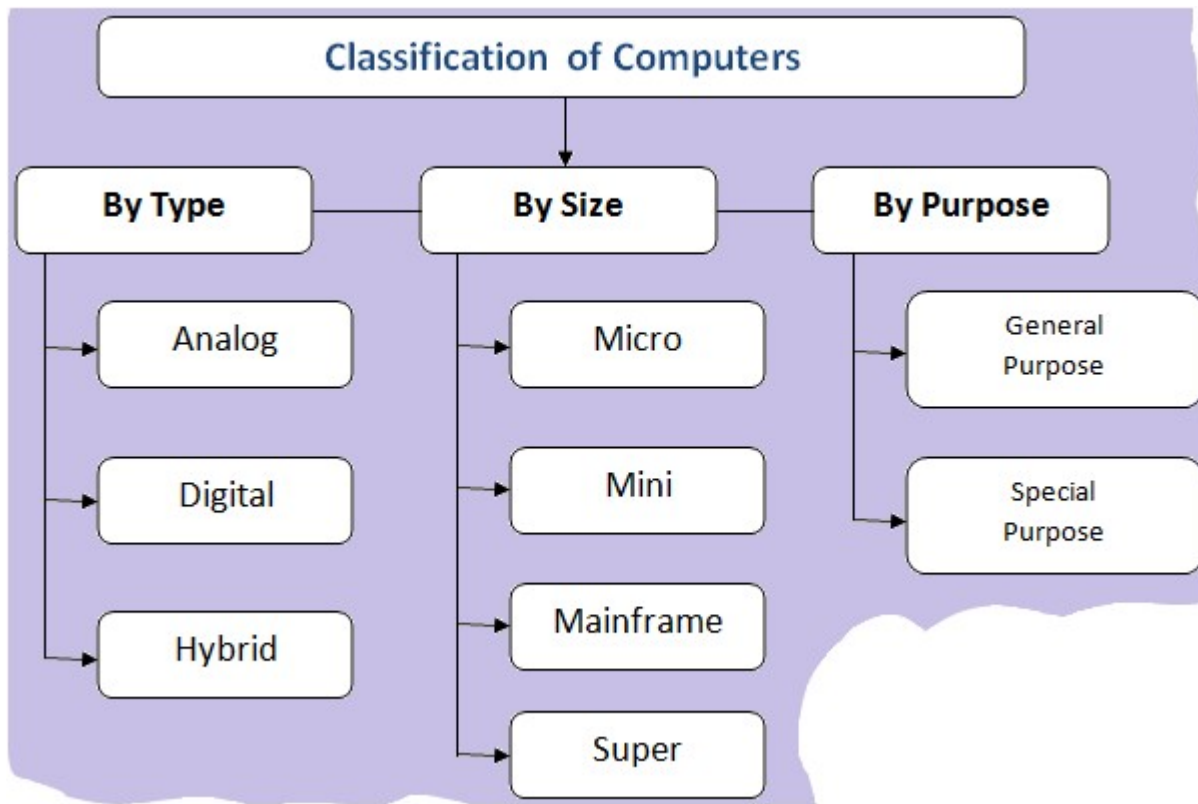 Classification of Computers
By Type
By Size
By Purpose
Analog
Digital
Hybrid
Micro
Mini
Mainframe
Super
General
Purpose
Special
Purpose